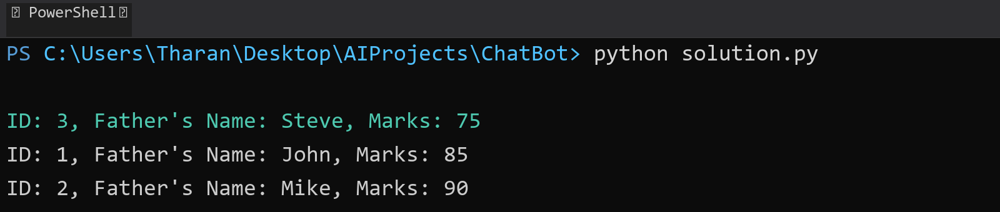 PowerShell
PS C:\Users\Tharan\Desktop\AIProjects\ChatBot> python solution.py
ID: 3, Father's Name: Steve, Marks: 75
ID: 1, Father's Name: John, Marks: 85
ID: 2, Father's Name: Mike, Marks: 90